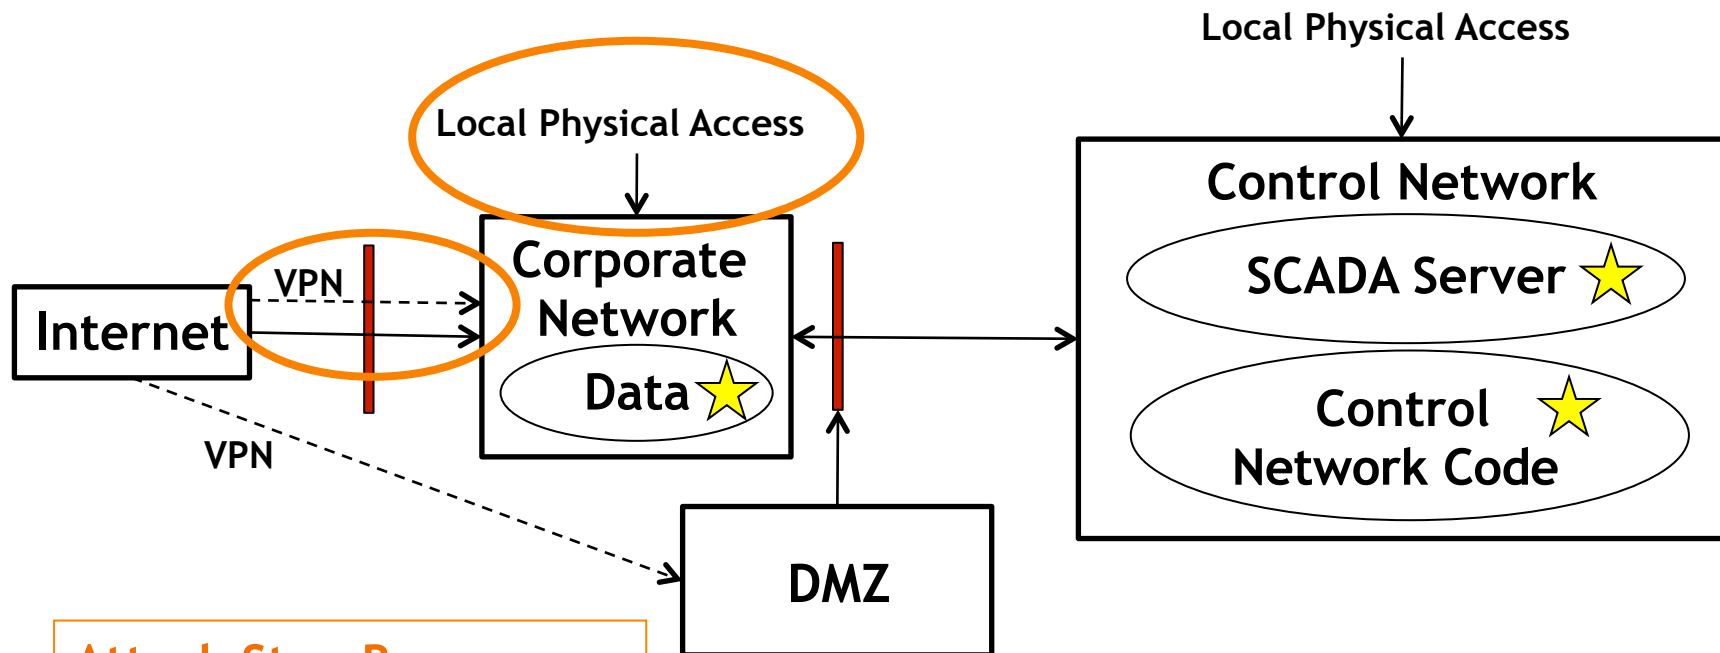 Local Physical Access
Local Physical Access
Control Network
Corporate
Network
VPN
SCADA Server
Internet
Data
Control
Network Code
VPN
DMZ